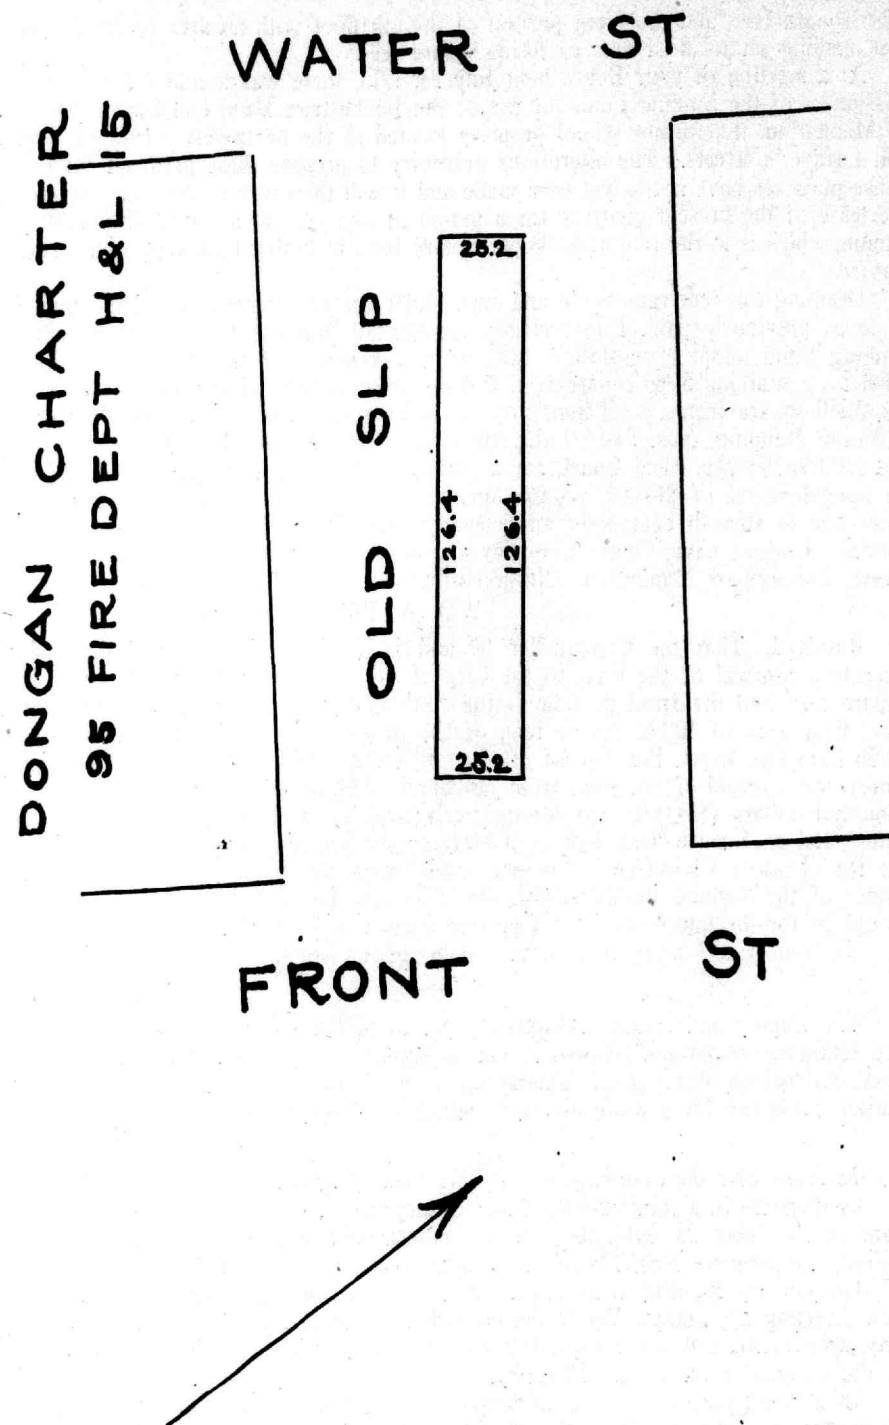 WATER ST
DONGAN CHARTER
95 FIRE DEPT H & L 15
OLD SLIP
25.2
126.4
126.4
25.2
FRONT ST